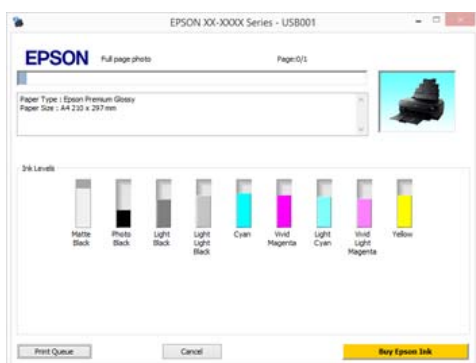 EPSON XX-XXXX Series - USB001
EPSON Full page photo Page:0/1
Paper Type : Epson Premium Glossy
Paper Size : A4 210 x 297 mm
Ink Levels
Matte Black
Photo Black
Light Black
Light Light Black
Cyan
Vivid Magenta
Light Cyan
Vivid Light Magenta
Yellow
Print Queue Cancel Buy Epson Ink